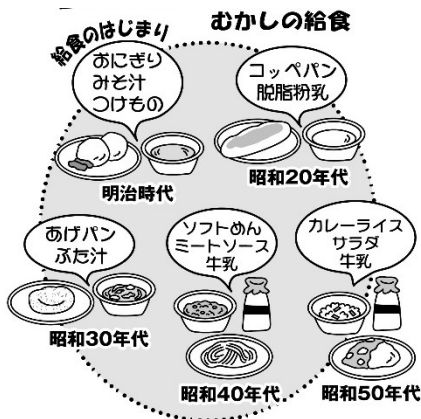 むかしの給食
給食のはじまり
おにぎり
みそ汁
つけもの
明治時代
コッペパン
脱脂粉乳
昭和20年代
あげパン
ぶた汁
昭和30年代
ソフトめん
ミートソース
牛乳
昭和40年代
カレーライス
サラダ
牛乳
昭和50年代